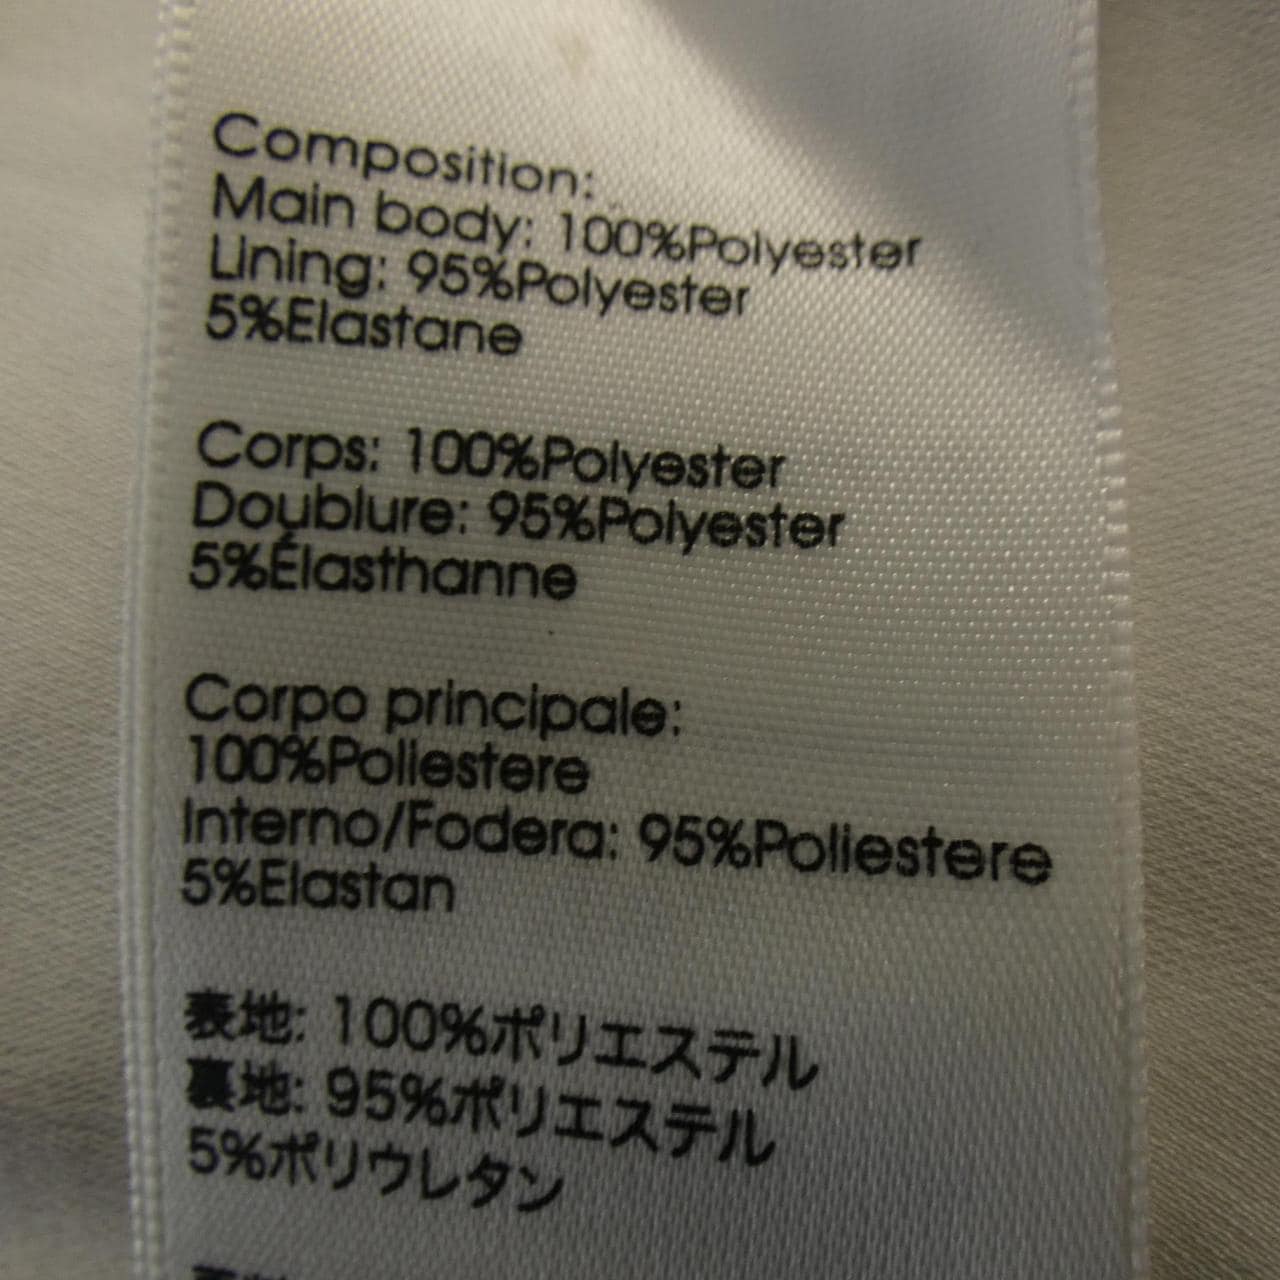 Composition:
Main body: 100%Polyester
Lining: 95%Polyester
5%Elastane
Corps: 100%Polyester
Doublure: 95%Polyester
5%Élasthanne
Corpo principale:
100%Poliestere
Interno/Fodera: 95%Poliestere
5%Elastan
表地: 100%ポリエステル
裏地: 95%ポリエステル
5%ポリウレタン